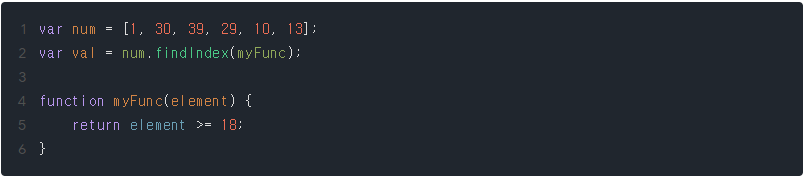 1 var num = [1, 30, 39, 29, 10, 13];
2 var val = num.findIndex(myFunc);
3
4 function myFunc(element) {
5     return element >= 18;
6 }